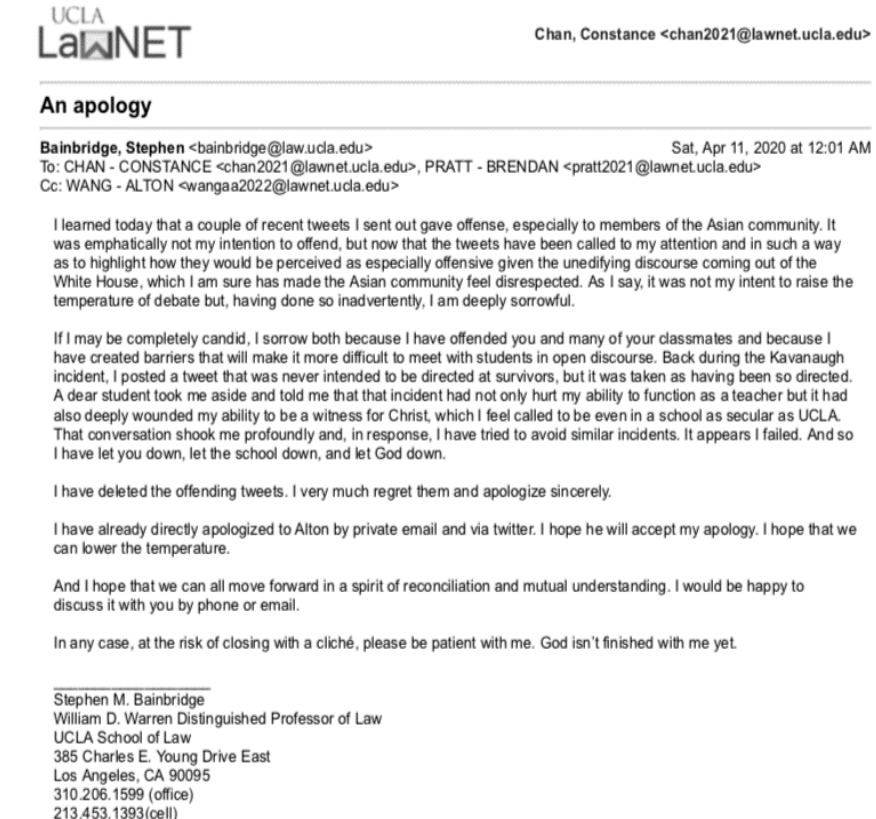 UCLA
LawNET
Chan, Constance <chan2021@lawnet.ucla.edu>
An apology
Bainbridge, Stephen <bainbridge@law.ucla.edu> Sat, Apr 11, 2020 at 12:01 AM
To: CHAN - CONSTANCE <chan2021@lawnet.ucla.edu>, PRATT - BRENDAN <pratt2021@lawnet.ucla.edu>
Cc: WANG - ALTON <wangaa2022@lawnet.ucla.edu>
I learned today that a couple of recent tweets I sent out gave offense, especially to members of the Asian community. It
was emphatically not my intention to offend, but now that the tweets have been called to my attention and in such a way
as to highlight how they would be perceived as especially offensive given the unedifying discourse coming out of the
White House, which I am sure has made the Asian community feel disrespected. As I say, it was not my intent to raise the
temperature of debate but, having done so inadvertently, I am deeply sorrowful.
If I may be completely candid, I sorrow both because I have offended you and many of your classmates and because I
have created barriers that will make it more difficult to meet with students in open discourse. Back during the Kavanaugh
incident, I posted a tweet that was never intended to be directed at survivors, but it was taken as having been so directed.
A dear student took me aside and told me that that incident had not only hurt my ability to function as a teacher but it had
also deeply wounded my ability to be a witness for Christ, which I feel called to be even in a school as secular as UCLA.
That conversation shook me profoundly and, in response, I have tried to avoid similar incidents. It appears I failed. And so
I have let you down, let the school down, and let God down.
I have deleted the offending tweets. I very much regret them and apologize sincerely.
I have already directly apologized to Alton by private email and via twitter. I hope he will accept my apology. I hope that we
can lower the temperature.
And I hope that we can all move forward in a spirit of reconciliation and mutual understanding. I would be happy to
discuss it with you by phone or email.
In any case, at the risk of closing with a cliché, please be patient with me. God isn't finished with me yet.
Stephen M. Bainbridge
William D. Warren Distinguished Professor of Law
UCLA School of Law
385 Charles E. Young Drive East
Los Angeles, CA 90095
310.206.1599 (office)
213.453.1393(cell)